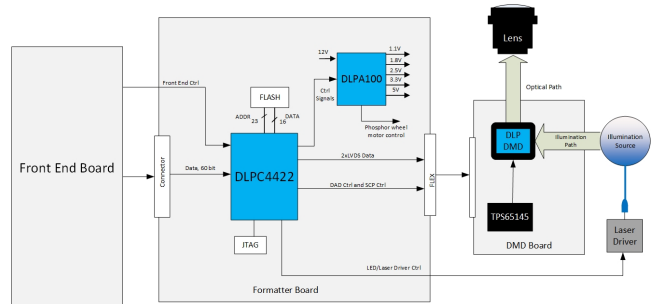 Lens
12V
1.1V
1.8V
2.5V
3.3V
5V
DLPA100
Front End Ctrl
Ctrl
Signals
FLASH
Optical Path
ADDR
23
DATA
16
Phosphor wheel
motor control
DLP
DMD
Illumination
Path
Illumination
Source
Front End Board
Connector
Data, 60 bit
DLPC4422
2xLVDS Data
FLEX
DAD Ctrl and SCP Ctrl
TPS65145
JTAG
Laser
Driver
DMD Board
LED/Laser Driver Ctrl
Formatter Board